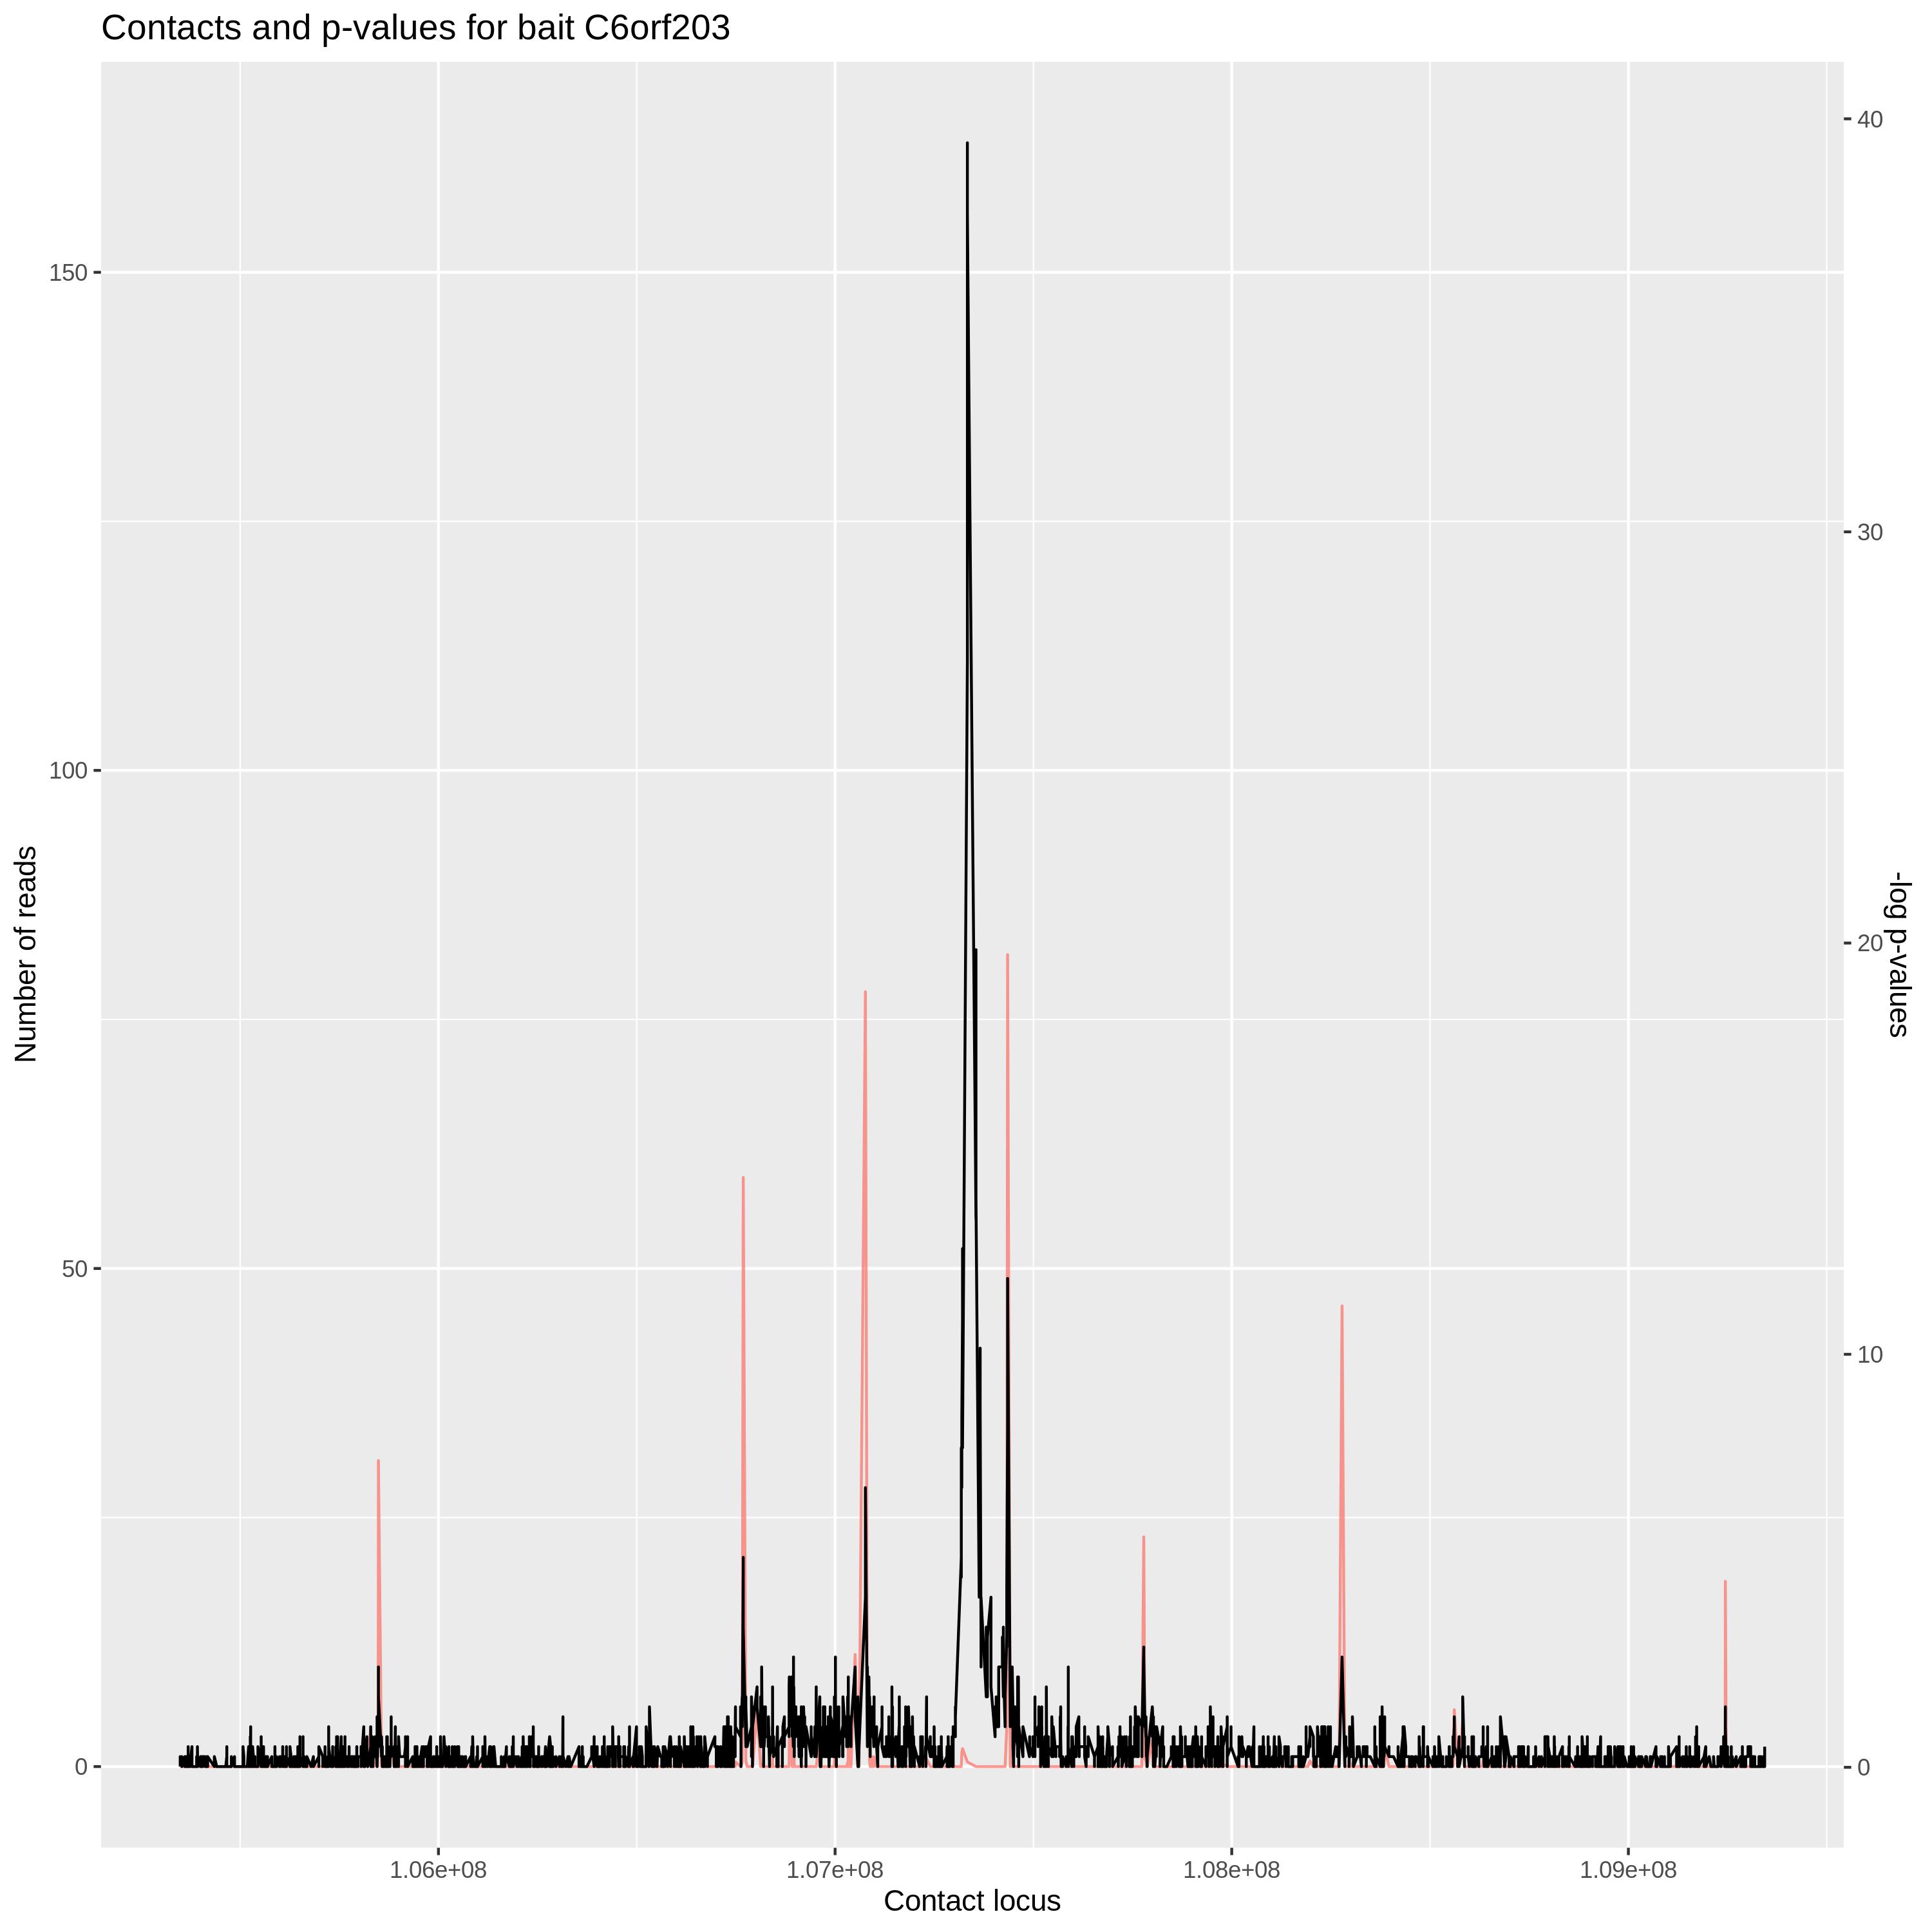 Contacts and p-values for bait C6orf203
Number of reads
150
100
50
0
40
30
20
10
0
-log p-values
1.06e+08
1.07e+08
1.08e+08
1.09e+08
Contact locus